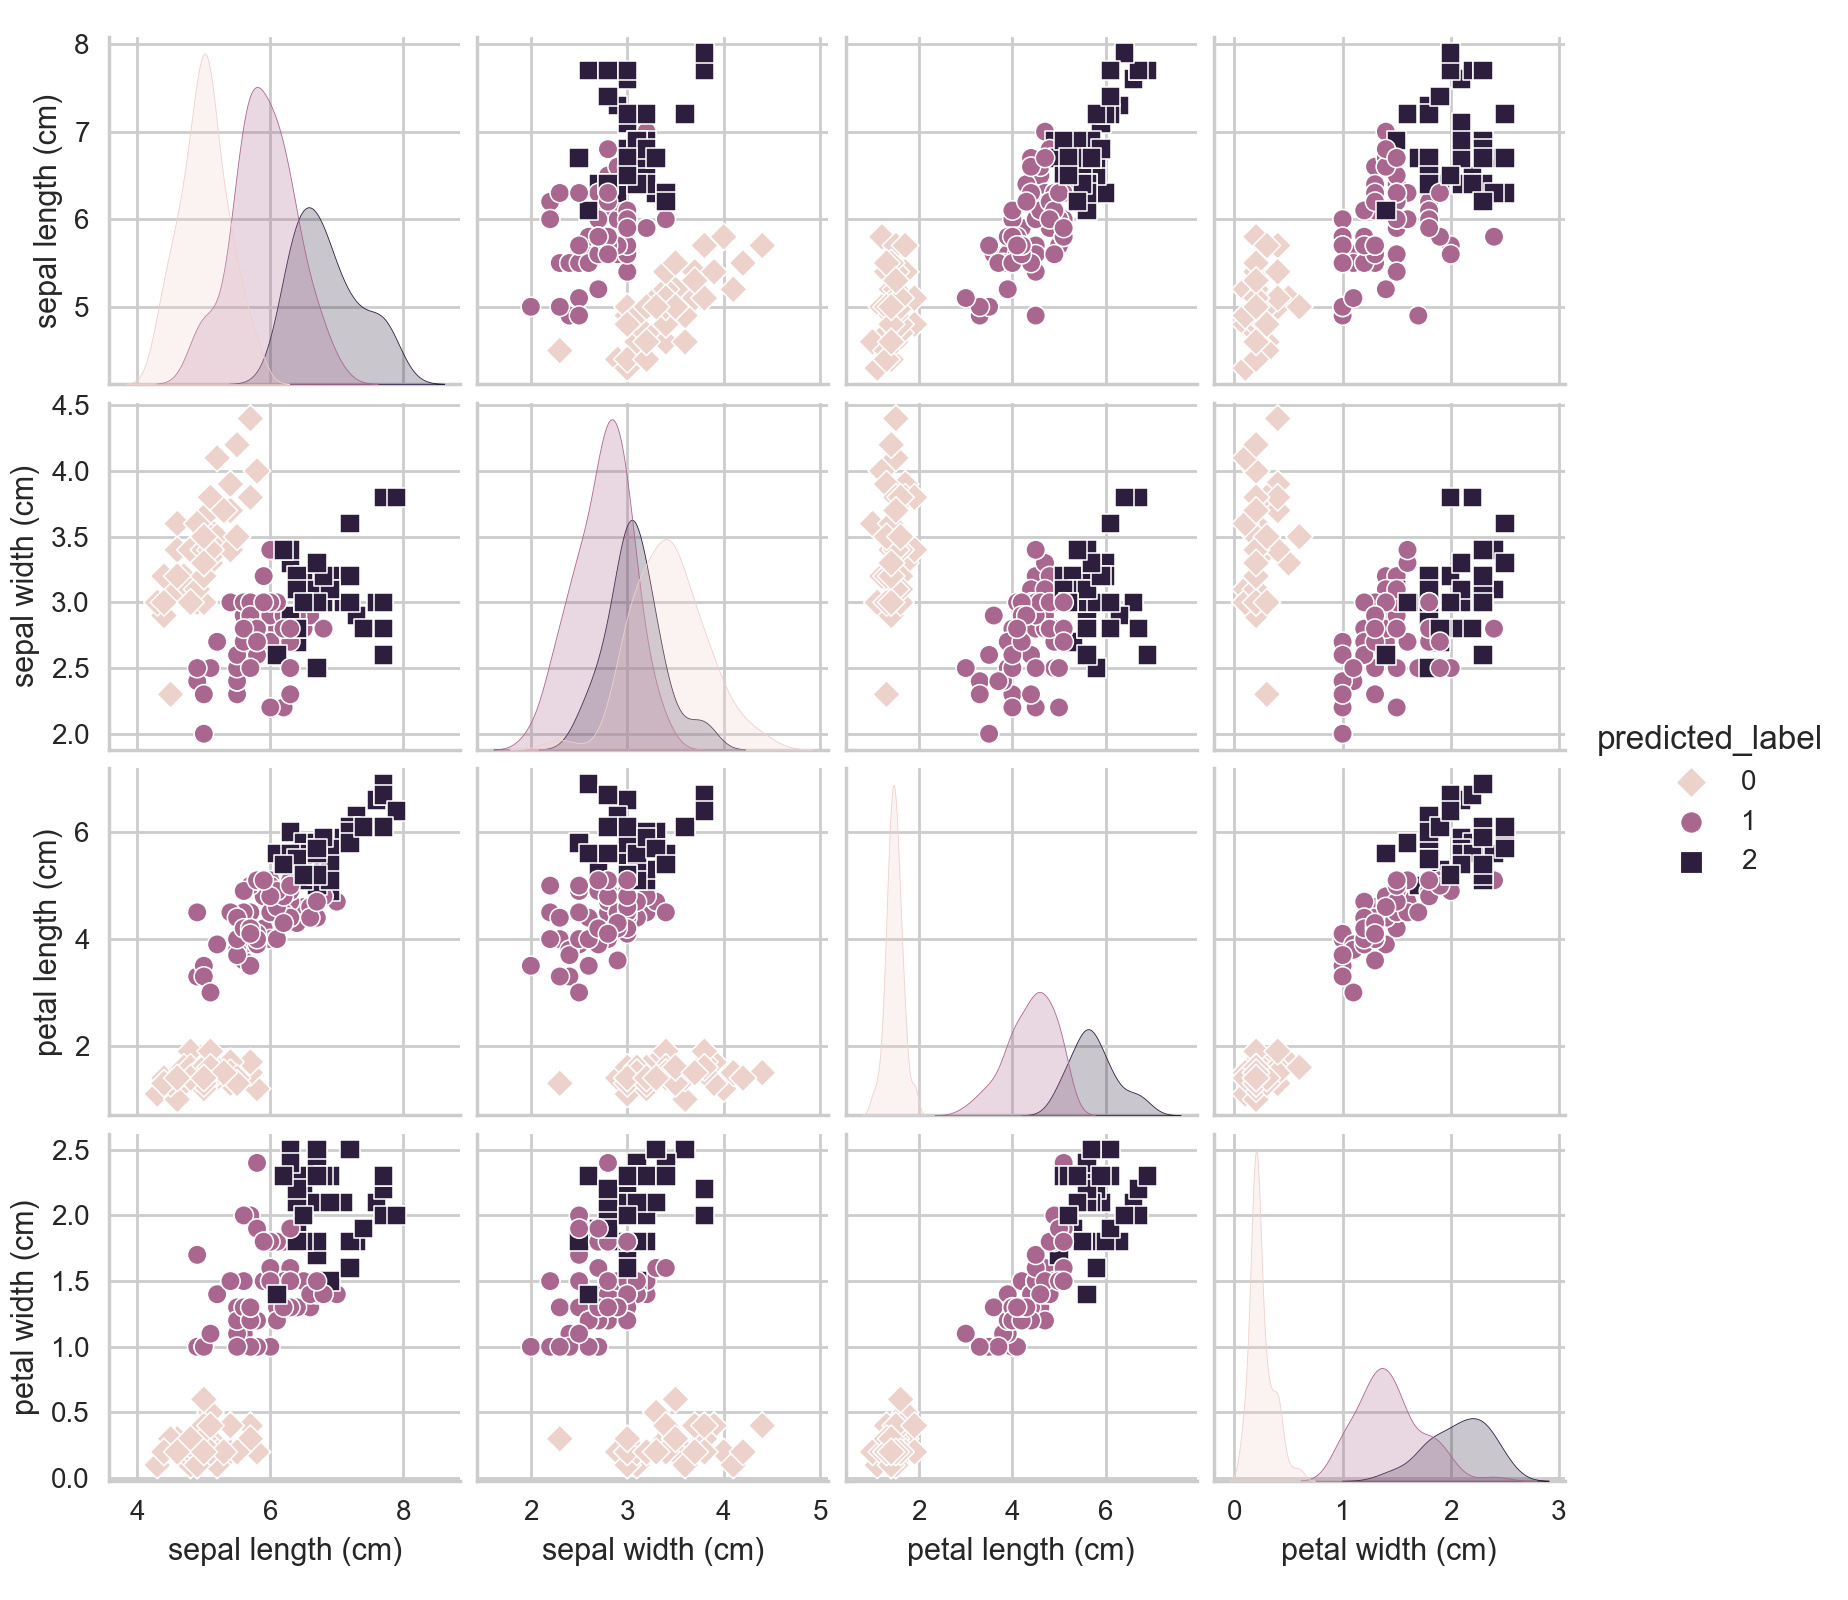 8
7
6
5
sepal length (cm)
4.5
4.0
3.5
3.0
2.5
2.0
sepal width (cm)
6
4
2
petal length (cm)
2.5
2.0
1.5
1.0
0.5
0.0
petal width (cm)
4 6 8
2 3 4 5
2 4 6
0 1 2 3
sepal length (cm)
sepal width (cm)
petal length (cm)
petal width (cm)
predicted_label
0
1
2